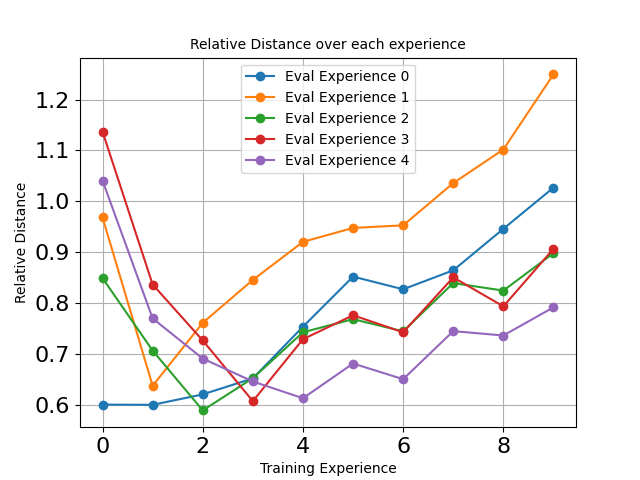 Relative Distance over each experience
Eval Experience 0
Eval Experience 1
Eval Experience 2
Eval Experience 3
Eval Experience 4
1.2
1.1
1.0
0.9
0.8
0.7
0.6
Relative Distance
0 2 4 6 8
Training Experience